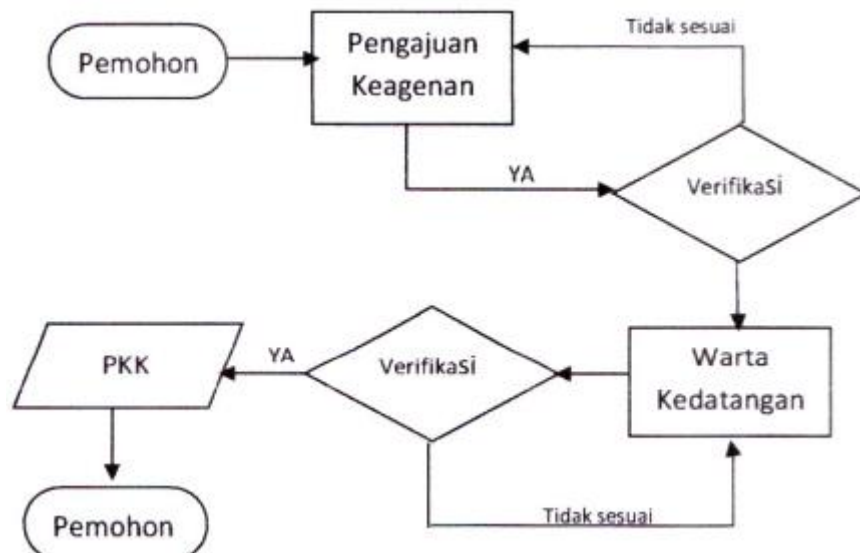 Pemohon
Pengajuan
Keagenan
Tidak sesuai
YA
Verifikasi
Warta
Kedatangan
Verifikasi
YA
PKK
Tidak sesuai
Pemohon